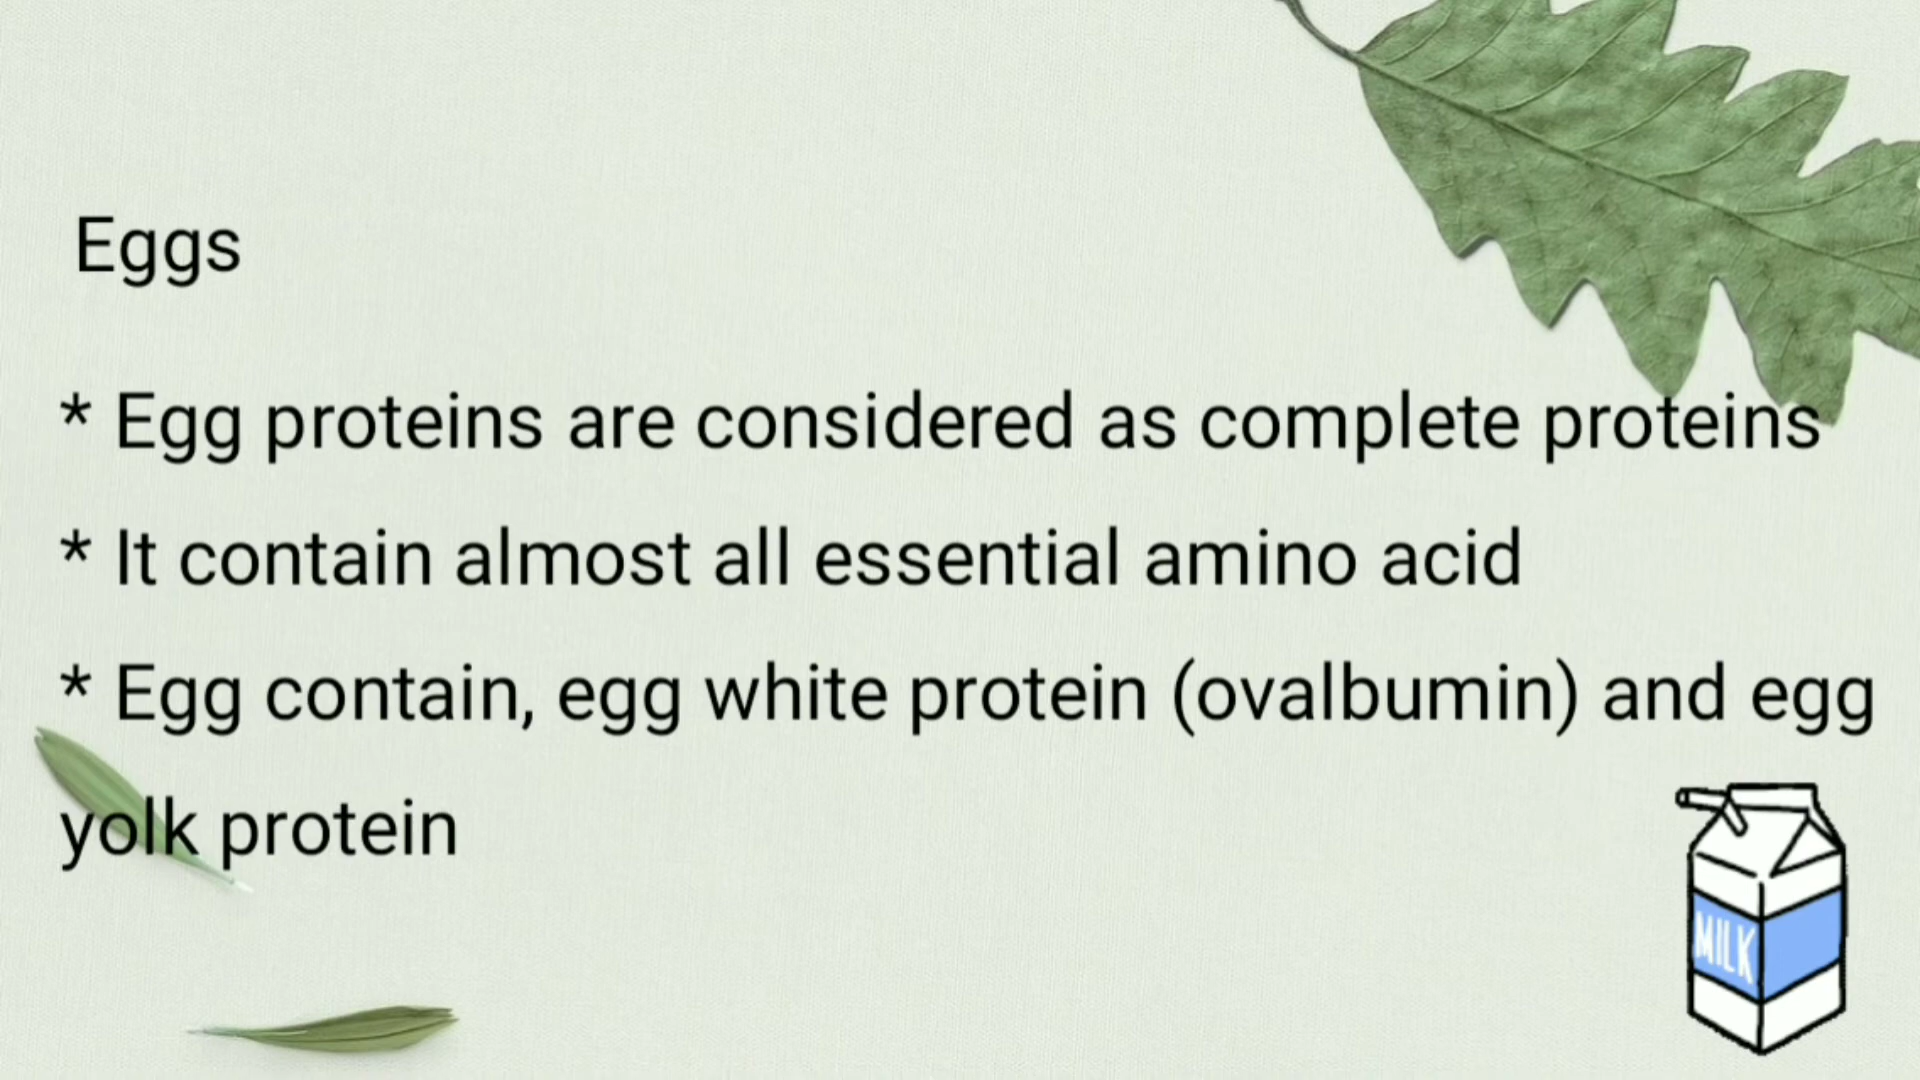 Eggs
* Egg proteins are considered as complete proteins
* It contain almost all essential amino acid
* Egg contain, egg white protein (ovalbumin) and egg
yolk protein
MILK